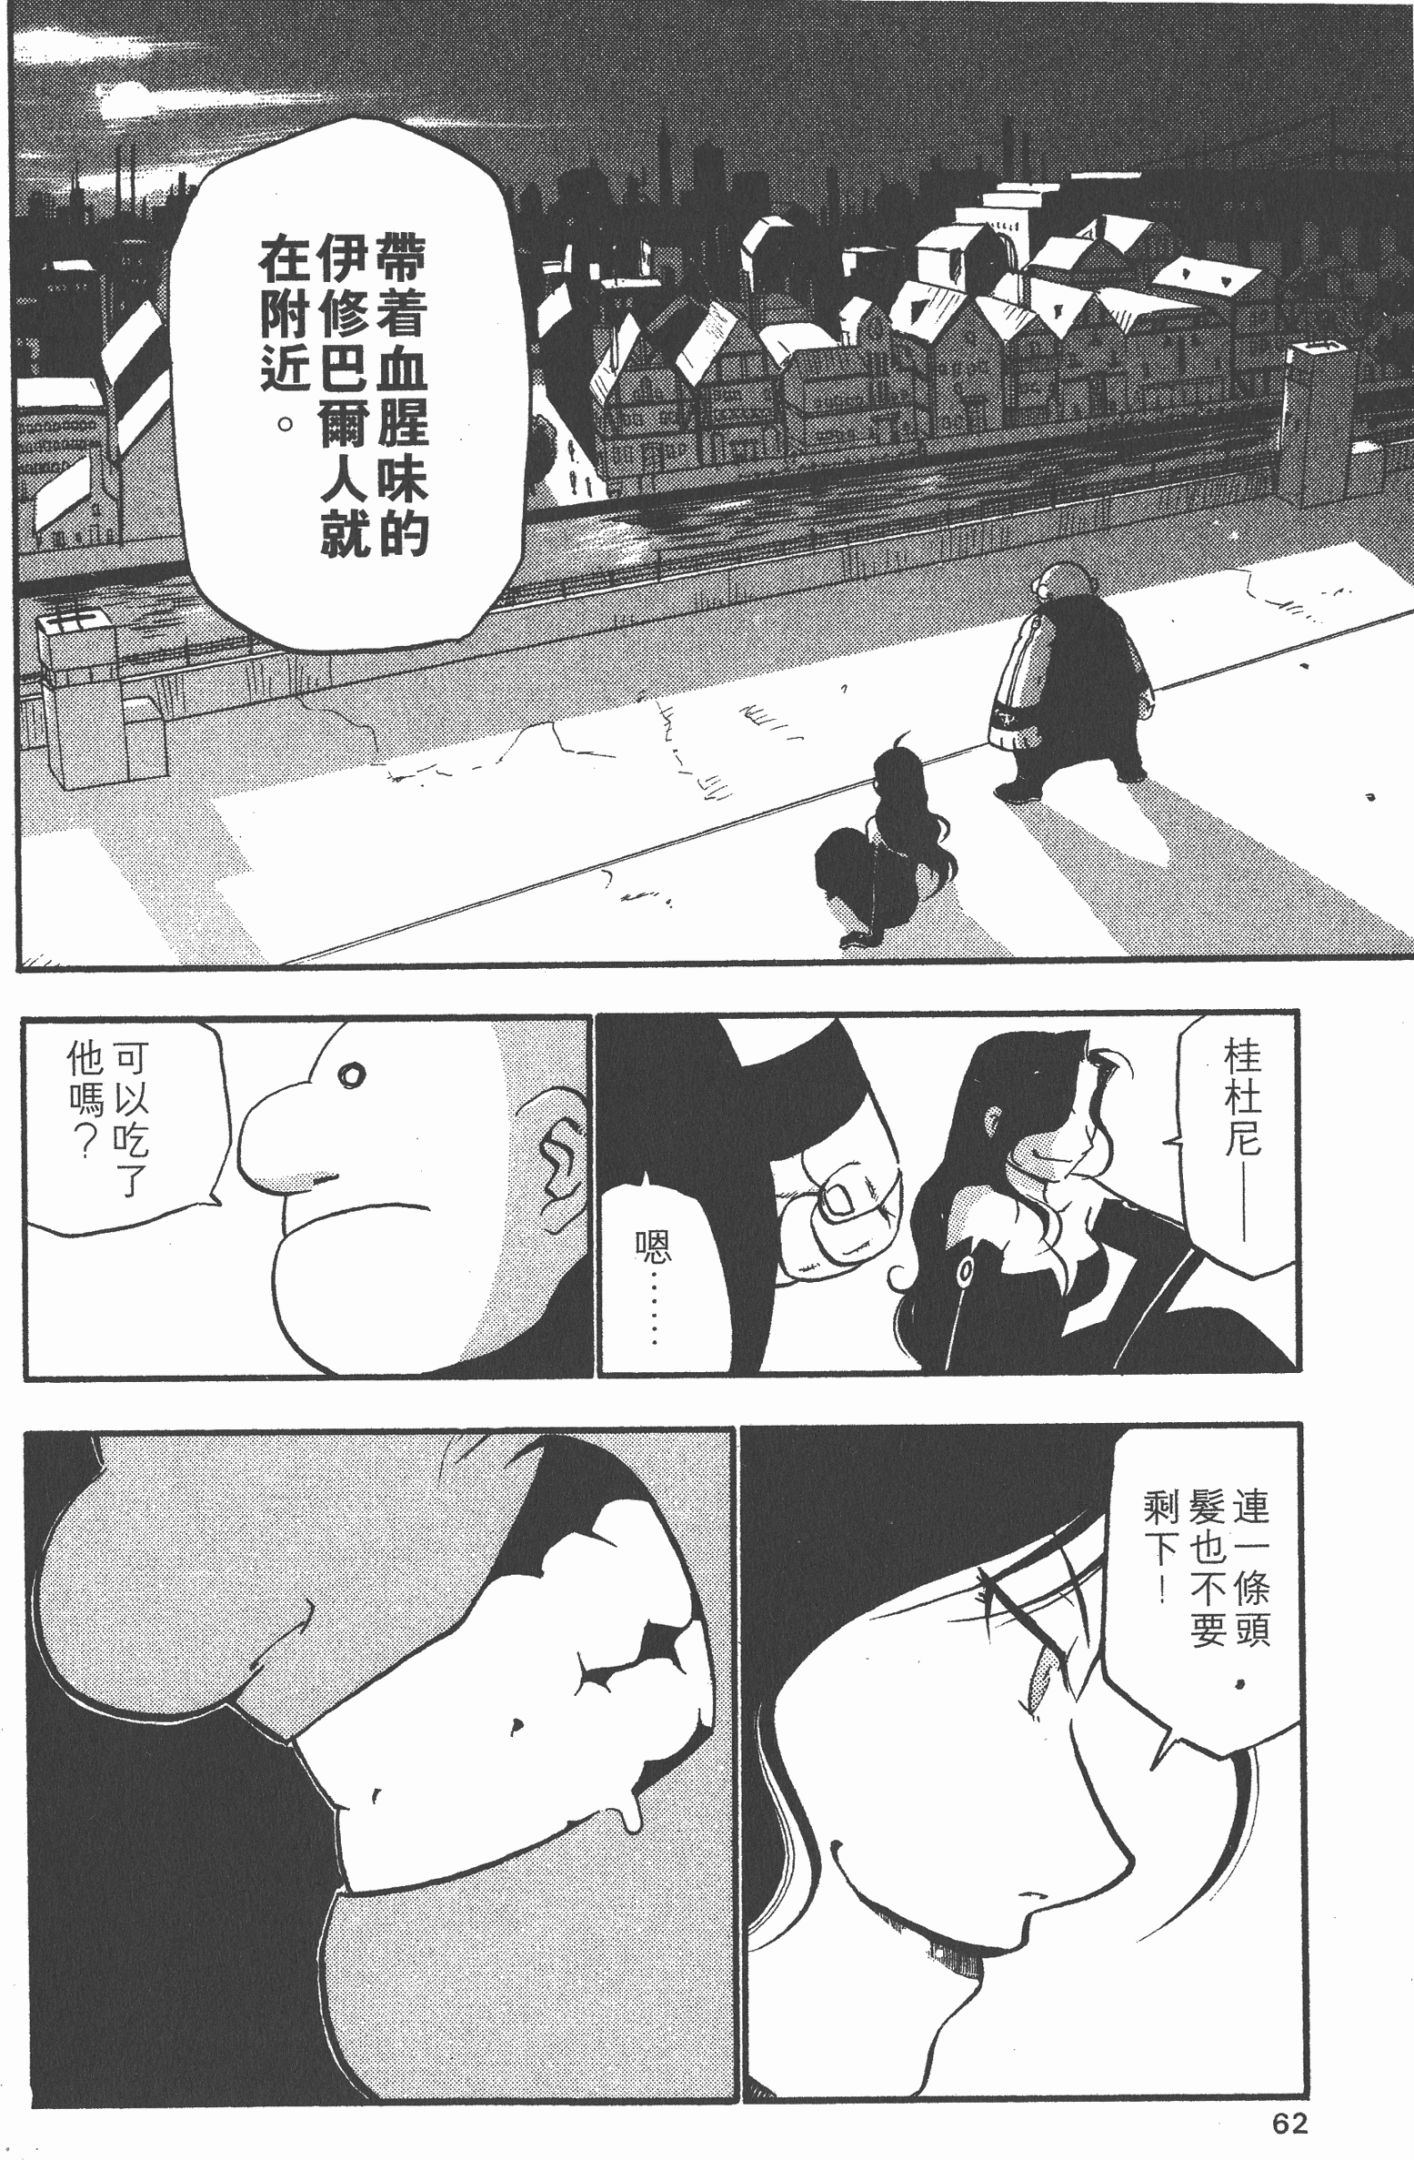 帶着血腥味的
伊修巴爾人就
在附近。
桂杜尼——
嗯……
可以吃了
他嗎？
連一條頭
髮也不要
剩下！
62